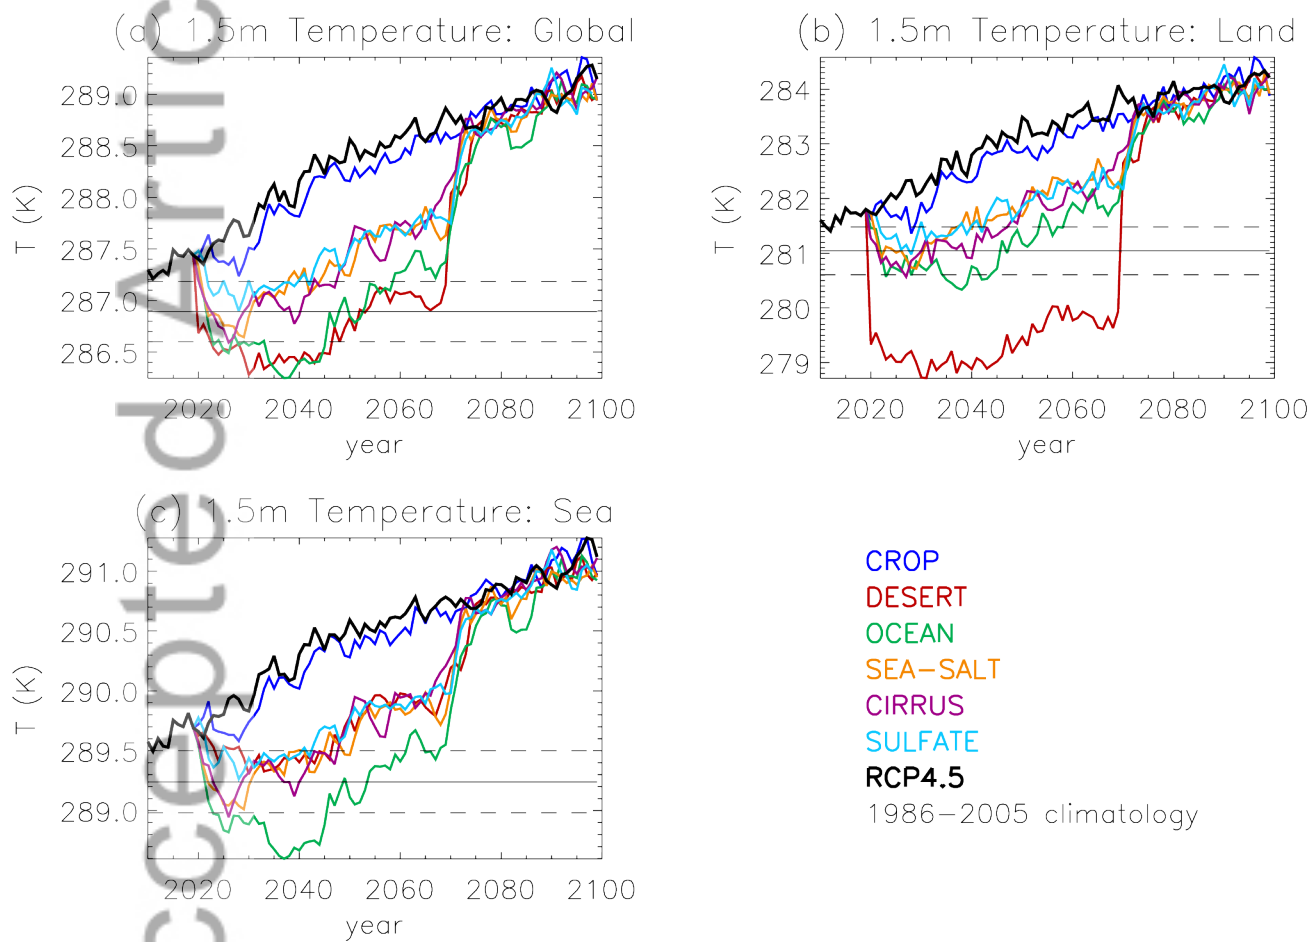 (a) 1.5m Temperature: Global
289.0
288.5
288.0
287.5
287.0
286.5
T (K)
2020 2040 2060 2080 2100
year
(b) 1.5m Temperature: Land
284
283
282
281
280
279
T (K)
2020 2040 2060 2080 2100
year
(c) 1.5m Temperature: Sea
291.0
290.5
290.0
289.5
289.0
T (K)
2020 2040 2060 2080 2100
year
CROP
DESERT
OCEAN
SEA-SALT
CIRRUS
SULFATE
RCP4.5
1986-2005 climatology
cepted Artic